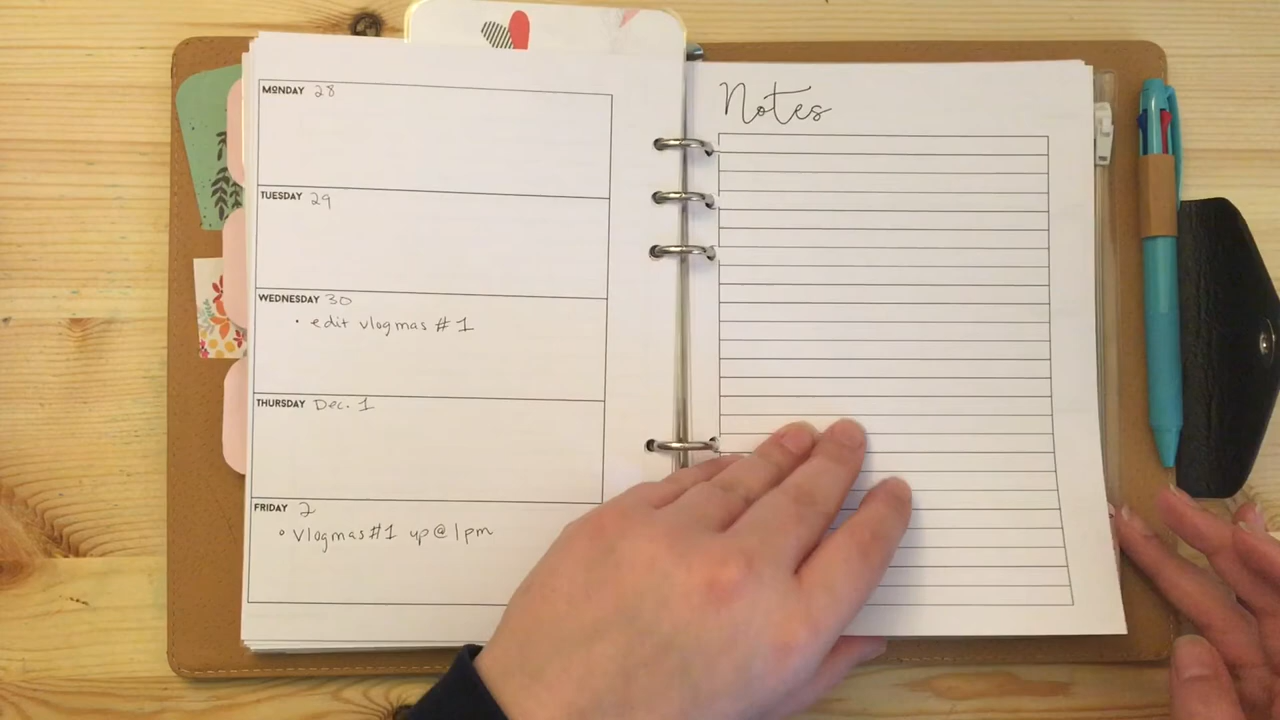 MONDAY 28
TUESDAY 29
WEDNESDAY 30
• edit vlogmas #1
THURSDAY Dec. 1
FRIDAY 2
• Vlogmas #1 up @ 1pm
Notes